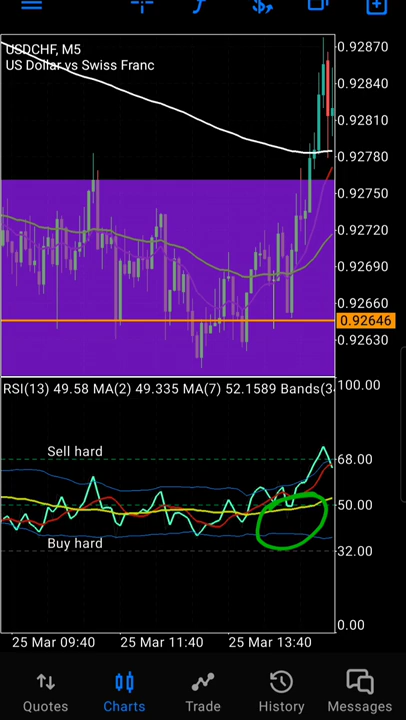 USDCHF, M5
US Dollar vs Swiss Franc
0.92870
0.92840
0.92810
0.92780
0.92750
0.92720
0.92690
0.92660
0.92646
0.92630
RSI(13) 49.58 MA(2) 49.335 MA(7) 52.1589 Bands(3
100.00
Sell hard
68.00
50.00
Buy hard
32.00
0.00
25 Mar 09:40 25 Mar 11:40 25 Mar 13:40
Quotes Charts Trade History Messages